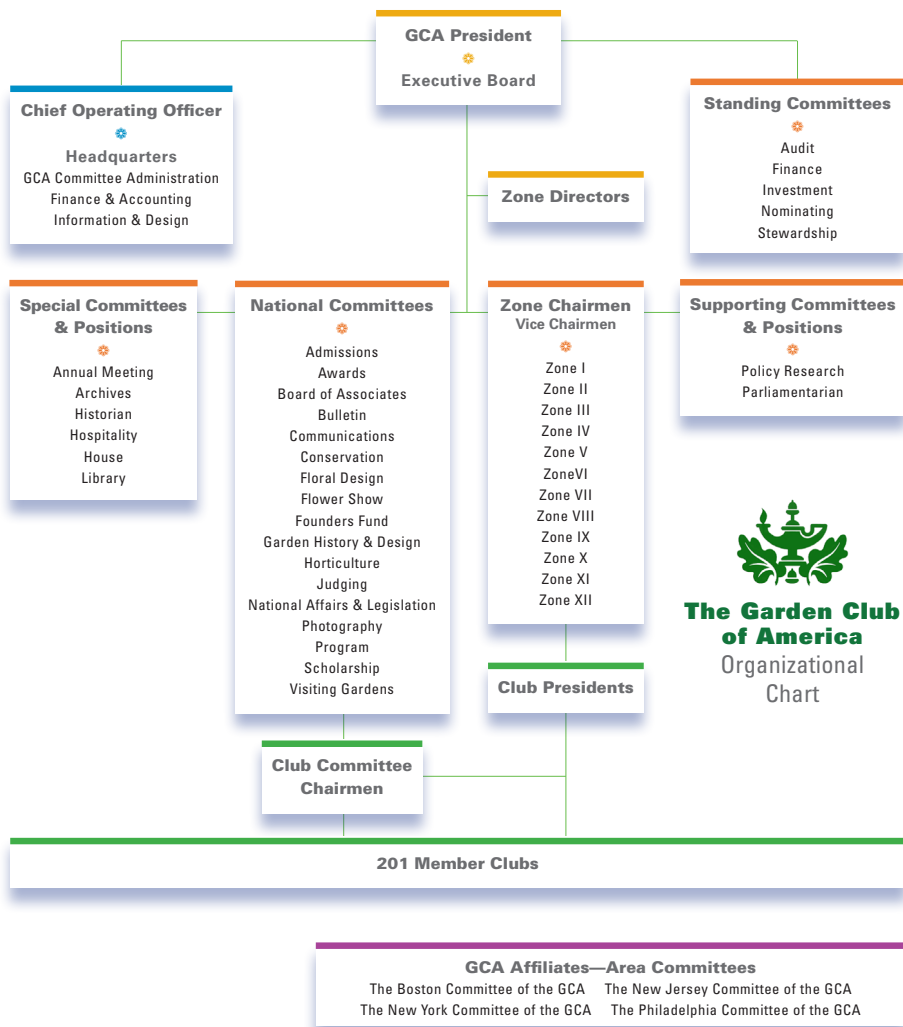 GCA President
Executive Board
Chief Operating Officer
Headquarters
GCA Committee Administration
Finance & Accounting
Information & Design
Standing Committees
Audit
Finance
Investment
Nominating
Stewardship
Zone Directors
Special Committees
& Positions
Annual Meeting
Archives
Historian
Hospitality
House
Library
National Committees
Admissions
Awards
Board of Associates
Bulletin
Communications
Conservation
Floral Design
Flower Show
Founders Fund
Garden History & Design
Horticulture
Judging
National Affairs & Legislation
Photography
Program
Scholarship
Visiting Gardens
Zone Chairmen
Vice Chairmen
Zone I
Zone II
Zone III
Zone IV
Zone V
ZoneVI
Zone VII
Zone VIII
Zone IX
Zone X
Zone XI
Zone XII
Supporting Committees
& Positions
Policy Research
Parliamentarian
The Garden Club
of America
Organizational
Chart
Club Presidents
Club Committee
Chairmen
201 Member Clubs
GCA Affiliates—Area Committees
The Boston Committee of the GCA The New Jersey Committee of the GCA
The New York Committee of the GCA The Philadelphia Committee of the GCA